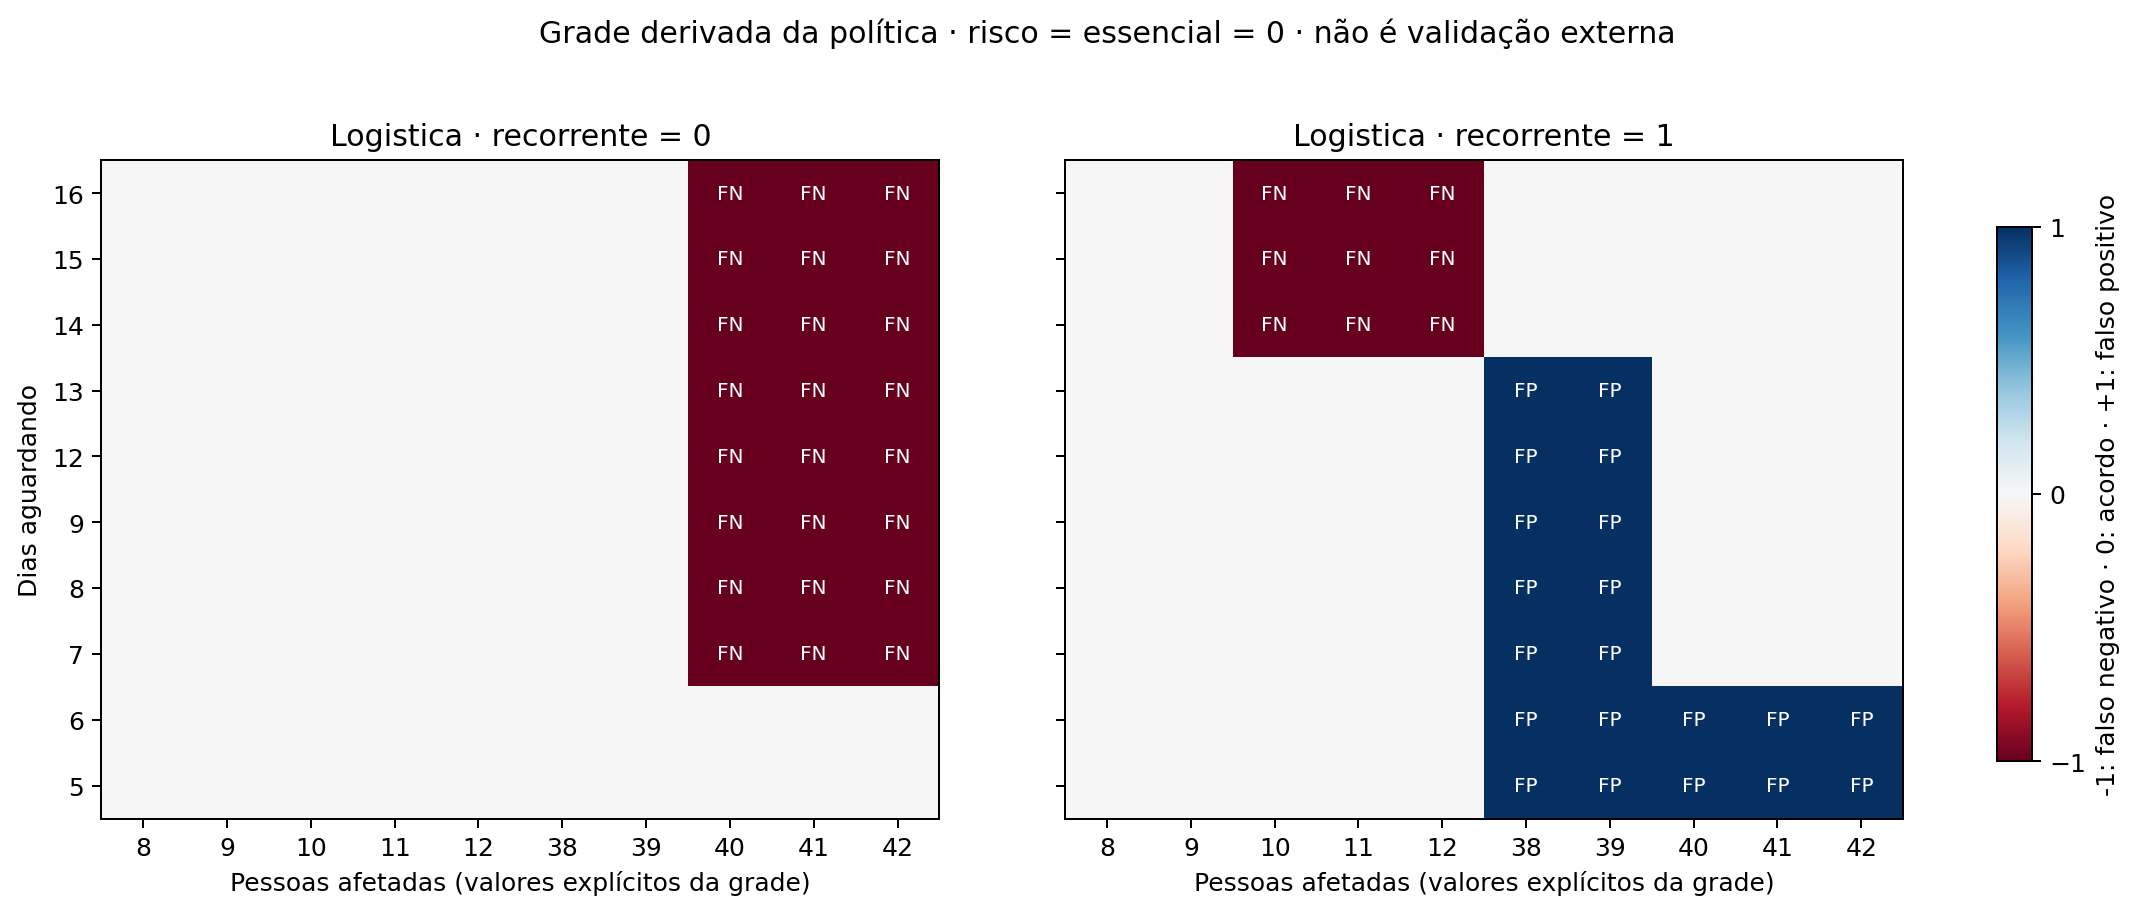 Grade derivada da política · risco = essencial = 0 · não é validação externa
Logistica · recorrente = 0
Logistica · recorrente = 1
Dias aguardando
16 FN FN FN
15 FN FN FN
14 FN FN FN
13 FN FN FN
12 FN FN FN
9 FN FN FN
8 FN FN FN
7 FN FN FN
6
5
8 9 10 11 12 38 39 40 41 42
Pessoas afetadas (valores explícitos da grade)
FN FN FN
FN FN FN
FN FN FN
FP FP
FP FP
FP FP
FP FP
FP FP
FP FP FP FP FP
FP FP FP FP FP
8 9 10 11 12 38 39 40 41 42
Pessoas afetadas (valores explícitos da grade)
1
0
−1
-1: falso negativo · 0: acordo · +1: falso positivo